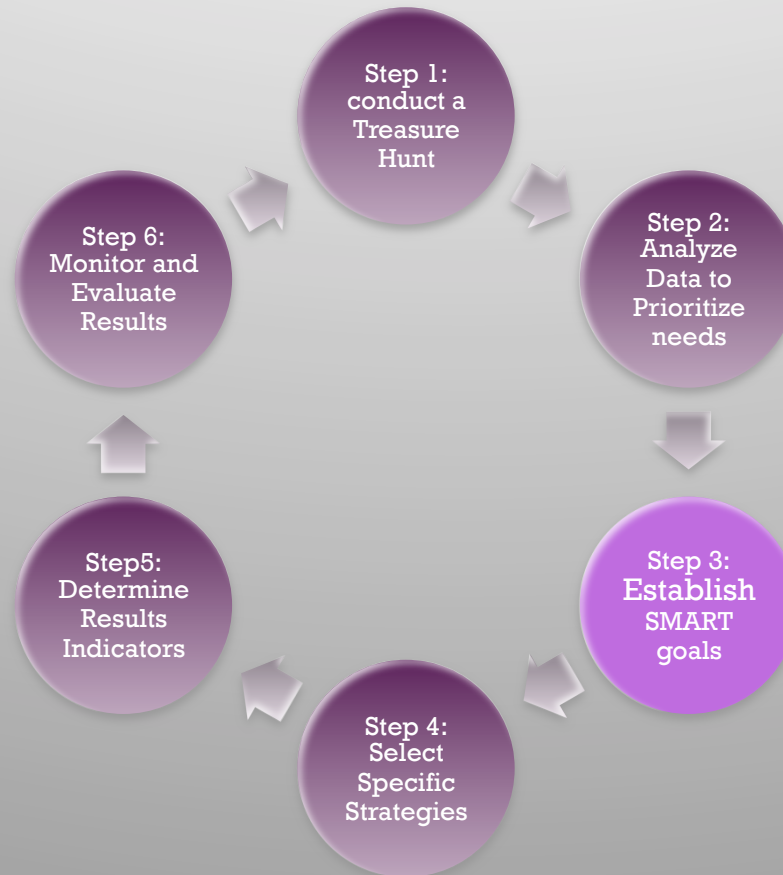 Step 1:
conduct a
Treasure
Hunt
Step 2:
Analyze
Data to
Prioritize
needs
Step 3:
Establish
SMART
goals
Step 4:
Select
Specific
Strategies
Step5:
Determine
Results
Indicators
Step 6:
Monitor and
Evaluate
Results